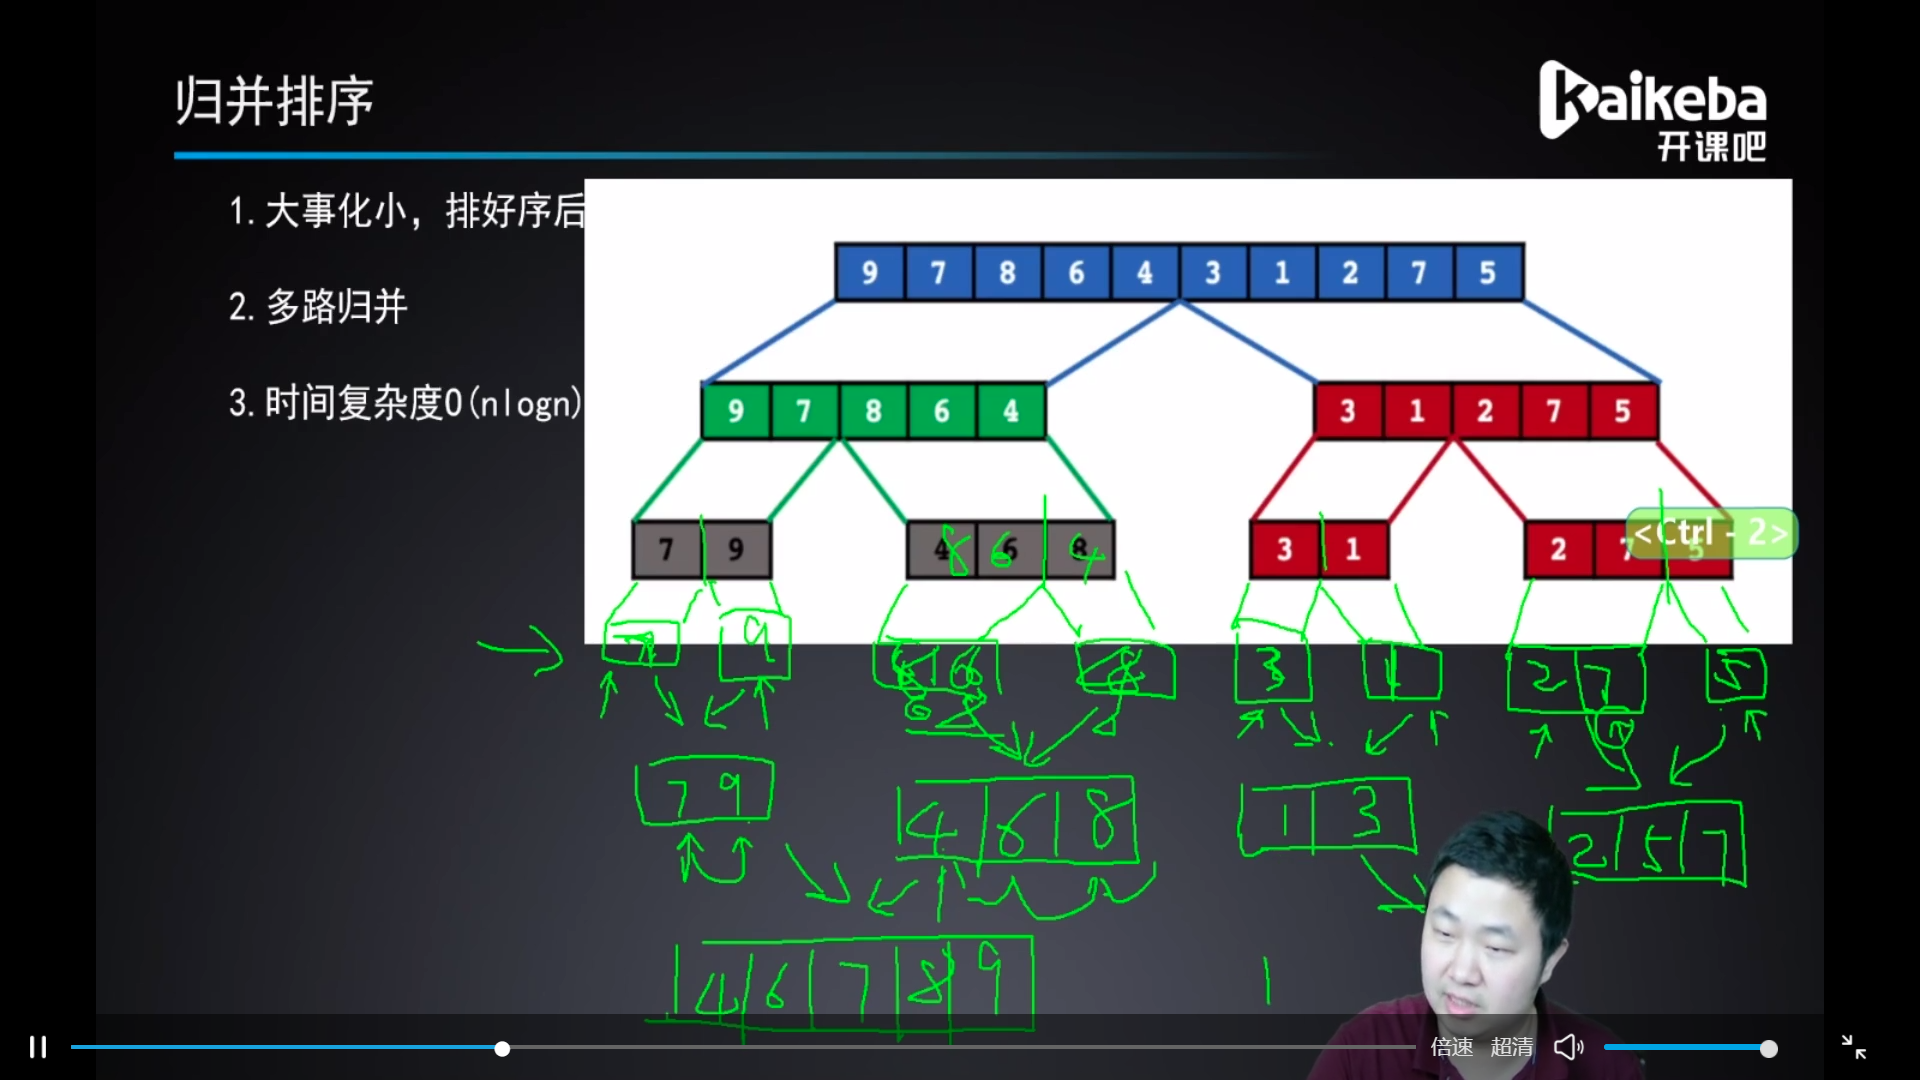 归并排序
kaikeba
开课吧
1.大事化小，排好序后
2.多路归并
3.时间复杂度O(nlogn)
9 7 8 6 4 3 1 2 7 5
9 7 8 6 4
3 1 2 7 5
7 9
4 6 8
8 6 4
3 1
2 7 5
<Ctrl - 2>
7 9
3 1
2 7 5
7 9
4 6 8
1 3
2 5 7
4 6 7 8 9
1
倍速 超清